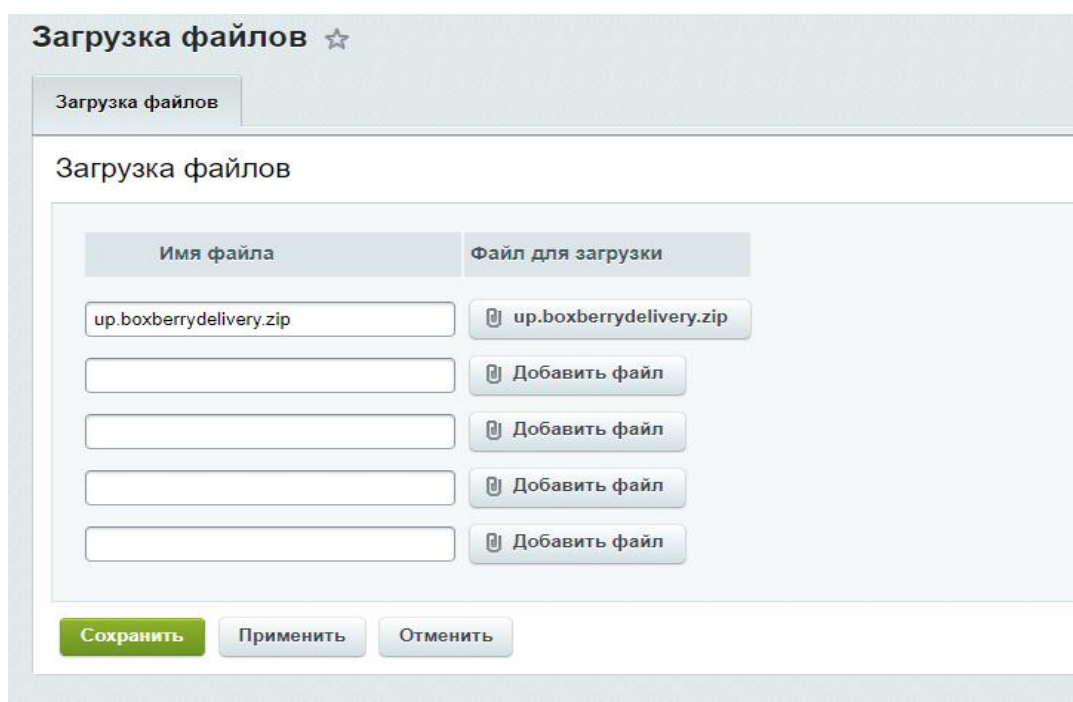 Загрузка файлов
Загрузка файлов
Загрузка файлов
Имя файла Файл для загрузки
up.boxberrydelivery.zip up.boxberrydelivery.zip
Добавить файл
Добавить файл
Добавить файл
Добавить файл
Сохранить Применить Отменить